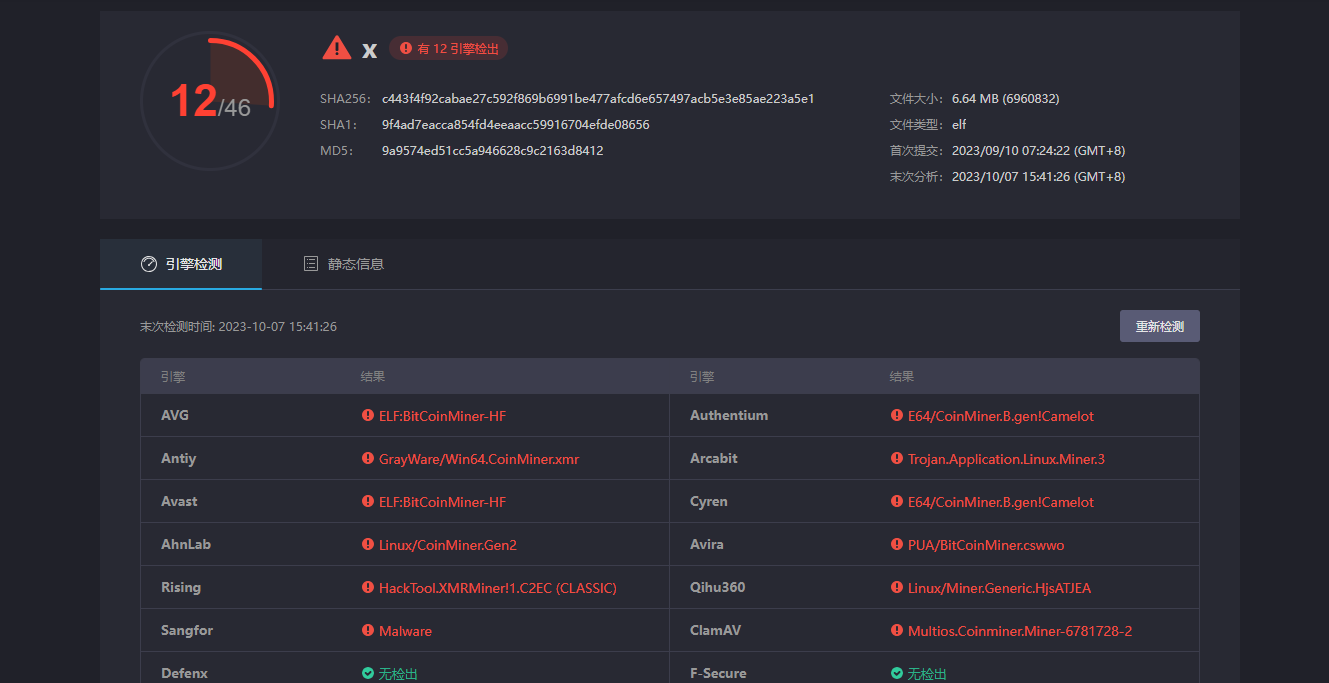 12/46
x 有 12 引擎检出
SHA256: c443f4f92cabae27c592f869b6991be477afcd6e657497acb5e3e85ae223a5e1
SHA1: 9f4ad7eacca854fd4eeaacc59916704efde08656
MD5: 9a9574ed51cc5a946628c9c2163d8412
文件大小: 6.64 MB (6960832)
文件类型: elf
首次提交: 2023/09/10 07:24:22 (GMT+8)
末次分析: 2023/10/07 15:41:26 (GMT+8)
引擎检测 静态信息
末次检测时间: 2023-10-07 15:41:26 重新检测
引擎 结果 引擎 结果
AVG ELF:BitCoinMiner-HF Authentium E64/CoinMiner.B.gen!Camelot
Antiy GrayWare/Win64.CoinMiner.xmr Arcabit Trojan.Application.Linux.Miner.3
Avast ELF:BitCoinMiner-HF Cyren E64/CoinMiner.B.gen!Camelot
AhnLab Linux/CoinMiner.Gen2 Avira PUA/BitCoinMiner.cswwo
Rising HackTool.XMRMiner!1.C2EC (CLASSIC) Qihu360 Linux/Miner.Generic.HjsATJEA
Sangfor Malware ClamAV Multios.Coinminer.Miner-6781728-2
Defenx 无检出 F-Secure 无检出